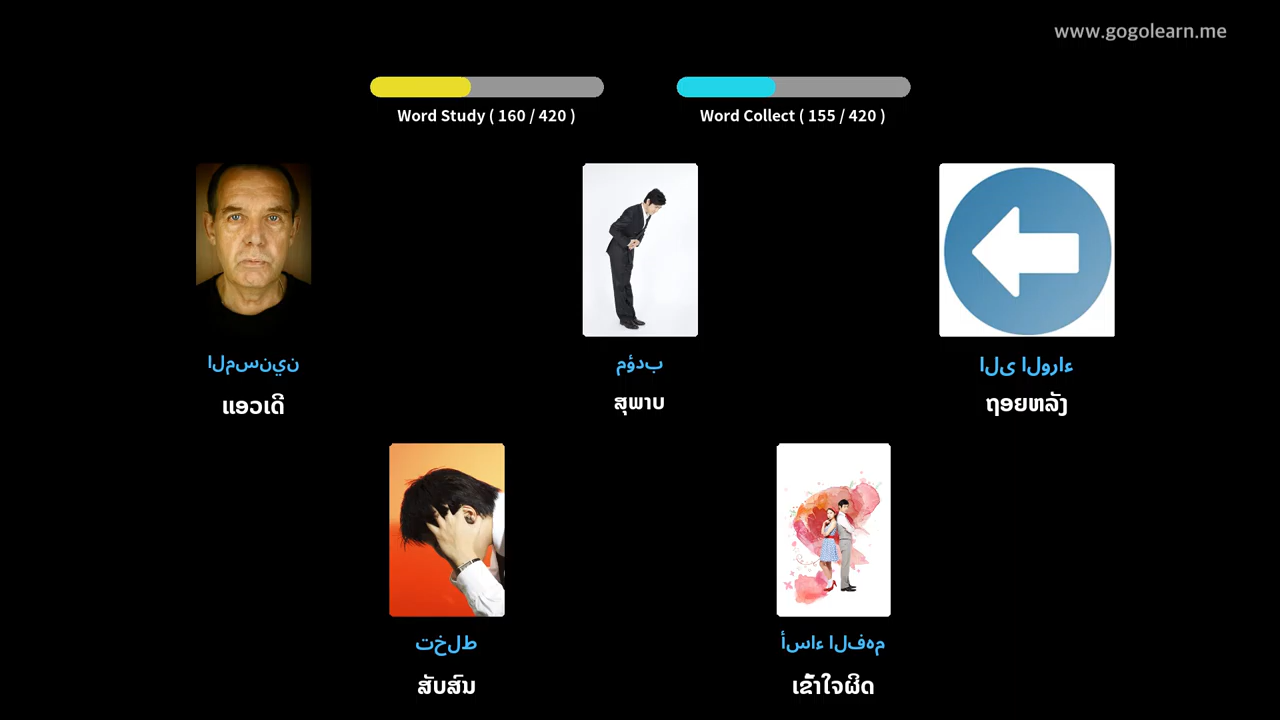 www.gogolearn.me
Word Study ( 160 / 420 )
Word Collect ( 155 / 420 )
المسنين
ແອວເດີ
مؤدب
ສຸພາບ
الى الوراء
ຖອຍຫລັງ
تخلط
ສັບສົນ
أساء الفهم
ເຂົ້າໃຈຜິດ